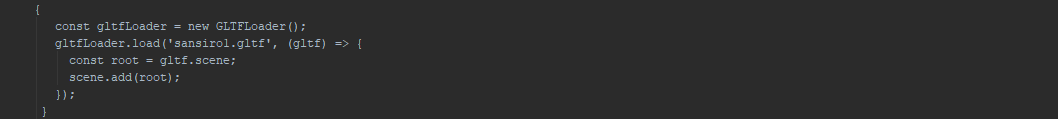 {
const gltfLoader = new GLTFLoader();
gltfLoader.load('sansiro1.gltf', (gltf) => {
const root = gltf.scene;
scene.add(root);
});
}